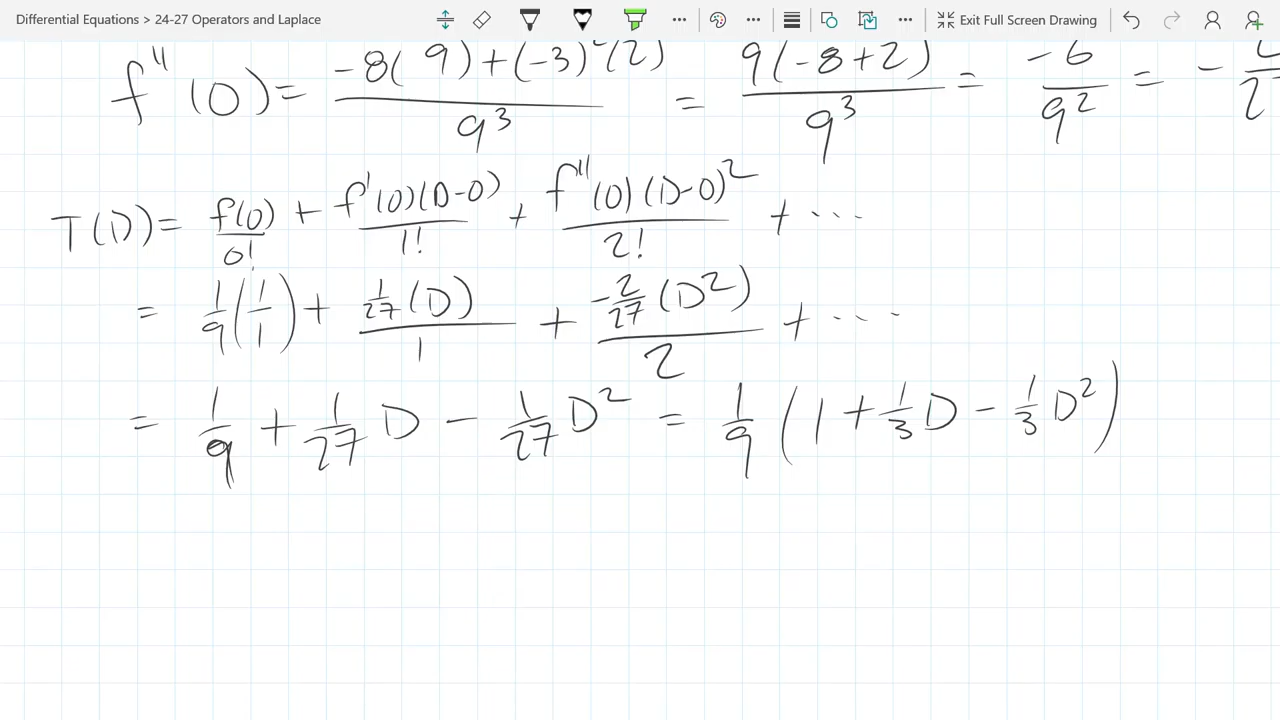 Differential Equations > 24-27 Operators and Laplace
Exit Full Screen Drawing
f''(0) = (-8(9)+(-3)²(2))/9³ = 9(-8+2)/9³ = -6/9² = -
T(D) = f(0)/0! + f'(0)(D-0)/1! + f''(0)(D-0)²/2! + ...
= 1/9(1/1) + 1/27(D)/1 + -2/27(D²)/2 + ...
= 1/9 + 1/27 D - 1/27 D² = 1/9(1 + 1/3 D - 1/3 D²)